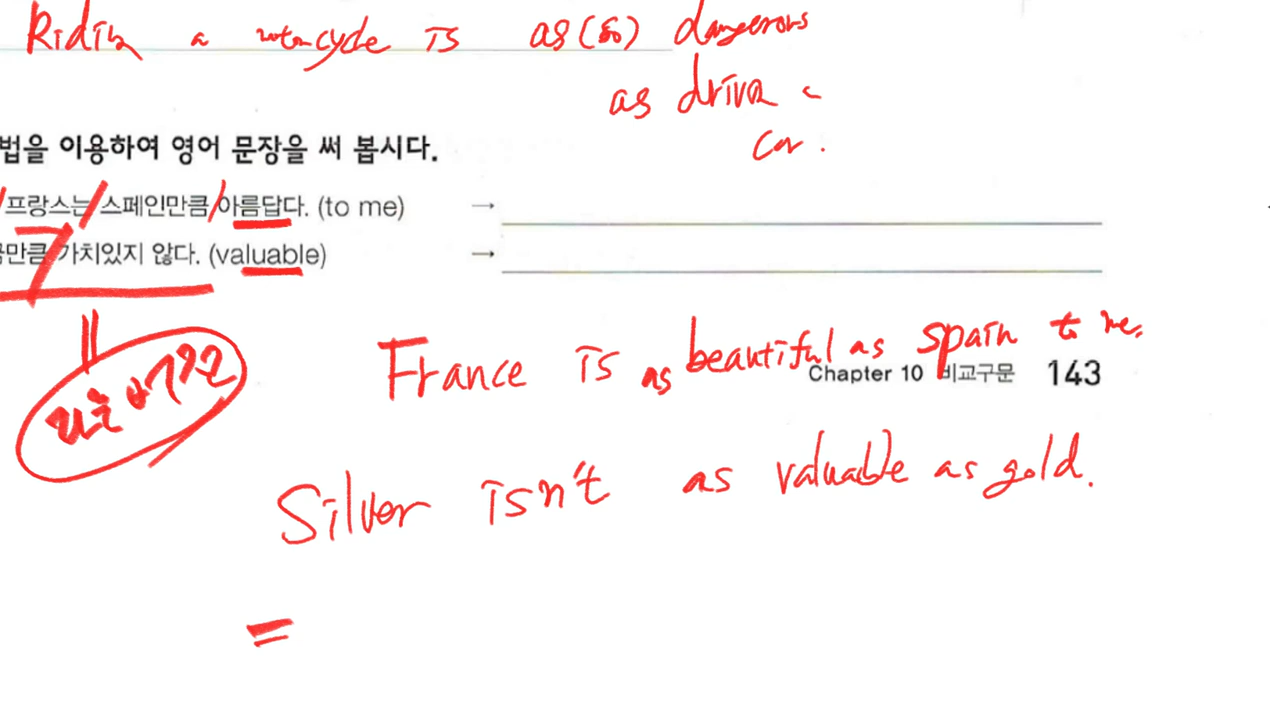 Riding a motorcycle is as(so) dangerous
as driving a
car.
법을 이용하여 영어 문장을 써 봅시다.
프랑스는 스페인만큼 아름답다. (to me) →
만큼 가치있지 않다. (valuable) →
France is as beautiful as spain to me.
Chapter 10 비교구문 143
Silver isn't as valuable as gold.
=